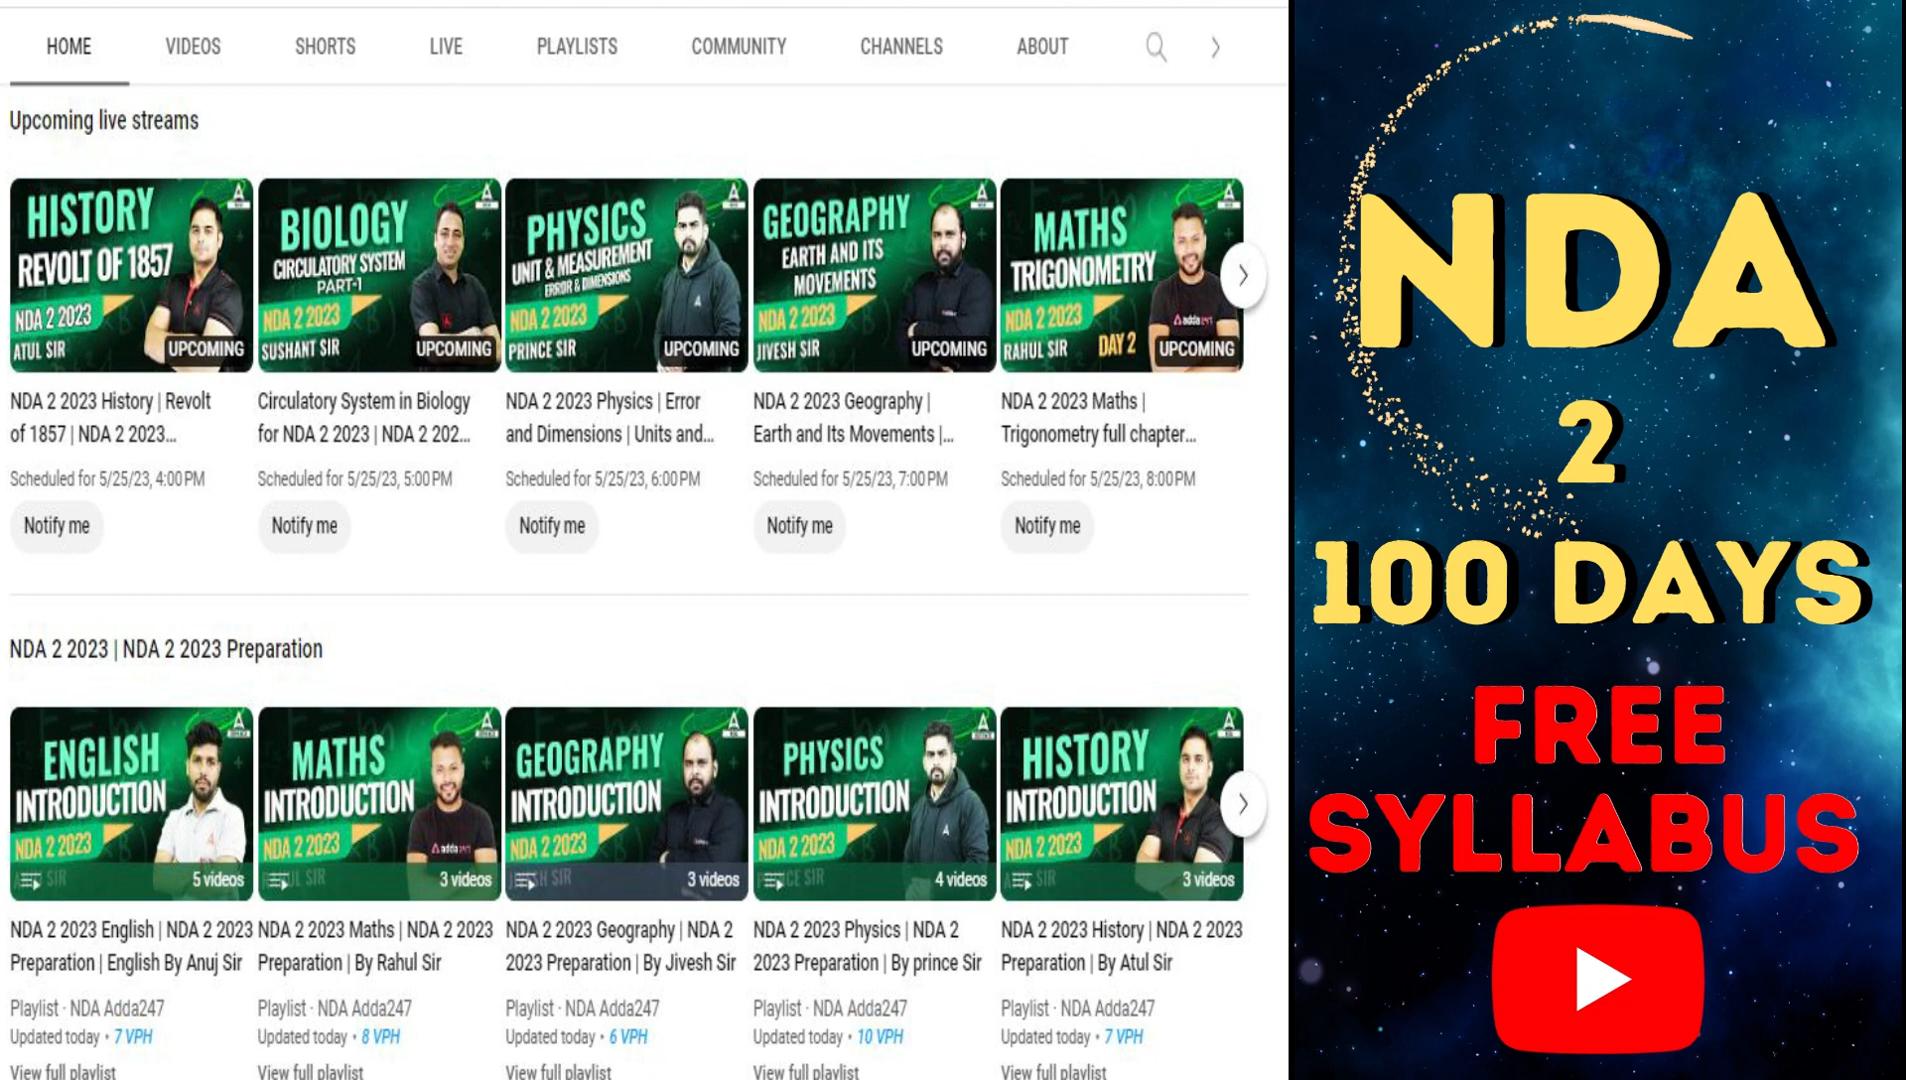 HOME VIDEOS SHORTS LIVE PLAYLISTS COMMUNITY CHANNELS ABOUT
Upcoming live streams
HISTORY
REVOLT OF 1857
NDA 2 2023
ATUL SIR
UPCOMING
NDA 2 2023 History | Revolt
of 1857 | NDA 2 2023...
Scheduled for 5/25/23, 4:00 PM
Notify me
BIOLOGY
CIRCULATORY SYSTEM
PART-1
NDA 2 2023
SUSHANT SIR
UPCOMING
Circulatory System in Biology
for NDA 2 2023 | NDA 2 202...
Scheduled for 5/25/23, 5:00 PM
Notify me
PHYSICS
UNIT & MEASUREMENT
ERROR & DIMENSIONS
NDA 2 2023
PRINCE SIR
UPCOMING
NDA 2 2023 Physics | Error
and Dimensions | Units and...
Scheduled for 5/25/23, 6:00 PM
Notify me
GEOGRAPHY
EARTH AND ITS
MOVEMENTS
NDA 2 2023
JIVESH SIR
UPCOMING
NDA 2 2023 Geography |
Earth and Its Movements |...
Scheduled for 5/25/23, 7:00 PM
Notify me
MATHS
TRIGONOMETRY
NDA 2 2023
RAHUL SIR
DAY 2
adda247
UPCOMING
NDA 2 2023 Maths |
Trigonometry full chapter...
Scheduled for 5/25/23, 8:00 PM
Notify me
NDA 2 2023 | NDA 2 2023 Preparation
ENGLISH
INTRODUCTION
NDA 2 2023
SIR
5 videos
NDA 2 2023 English | NDA 2 2023
Preparation | English By Anuj Sir
Playlist · NDA Adda247
Updated today • 7 VPH
View full playlist
MATHS
INTRODUCTION
NDA 2 2023
adda247
SIR
3 videos
NDA 2 2023 Maths | NDA 2 2023
Preparation | By Rahul Sir
Playlist · NDA Adda247
Updated today • 8 VPH
View full playlist
GEOGRAPHY
INTRODUCTION
NDA 2 2023
SIR
3 videos
NDA 2 2023 Geography | NDA 2
2023 Preparation | By Jivesh Sir
Playlist · NDA Adda247
Updated today • 6 VPH
View full playlist
PHYSICS
INTRODUCTION
NDA 2 2023
SIR
4 videos
NDA 2 2023 Physics | NDA 2
2023 Preparation | By prince Sir
Playlist · NDA Adda247
Updated today • 10 VPH
View full playlist
HISTORY
INTRODUCTION
NDA 2 2023
SIR
3 videos
NDA 2 2023 History | NDA 2 2023
Preparation | By Atul Sir
Playlist · NDA Adda247
Updated today • 7 VPH
View full playlist
NDA
2
100 DAYS
FREE
SYLLABUS